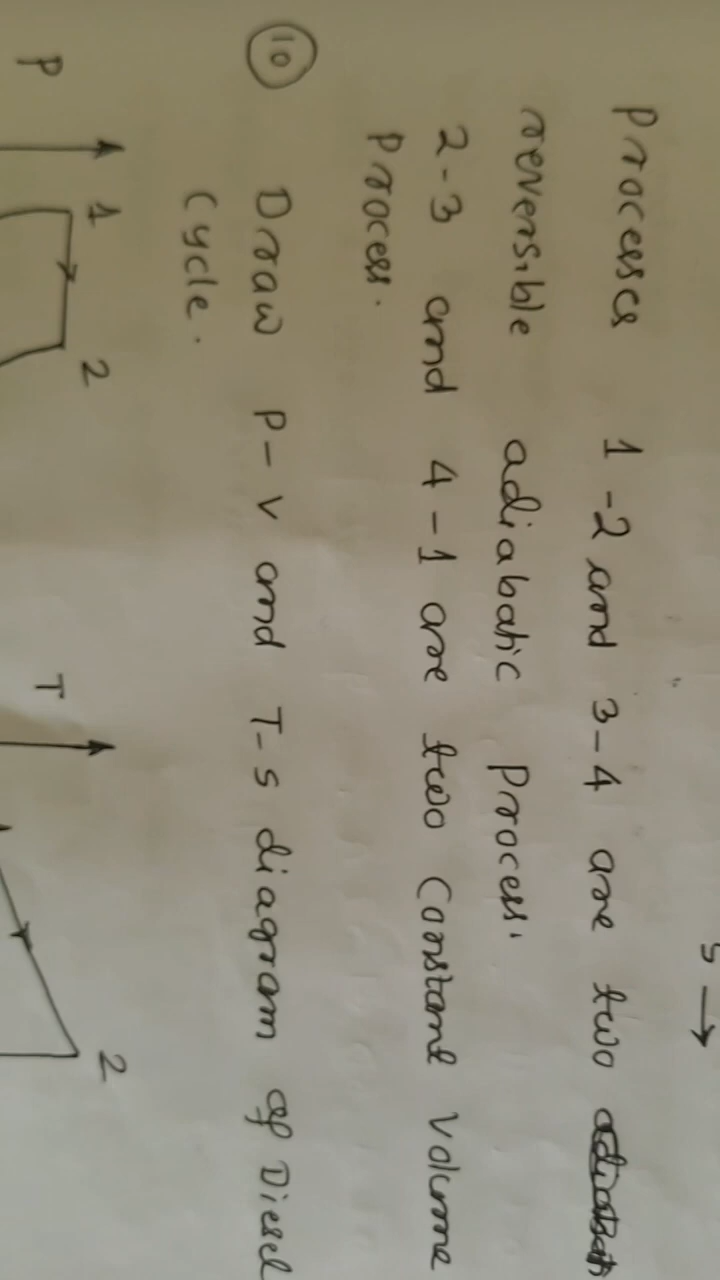 S →
Processes 1-2 and 3-4 are two
reversible adiabatic process.
2-3 and 4-1 are two constant volume
process.
10 Draw P-V and T-S diagram of Diesel
cycle.
P 1 2 T 2